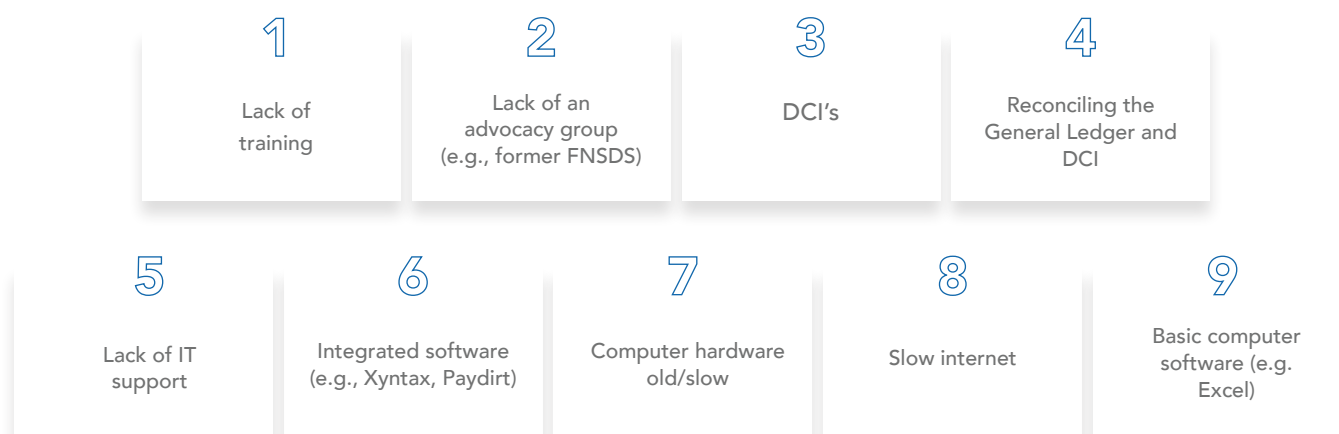 1
Lack of
training
2
Lack of an
advocacy group
(e.g., former FNSDS)
3
DCI's
4
Reconciling the
General Ledger and
DCI
5
Lack of IT
support
6
Integrated software
(e.g., Xyntax, Paydirt)
7
Computer hardware
old/slow
8
Slow internet
9
Basic computer
software (e.g.
Excel)